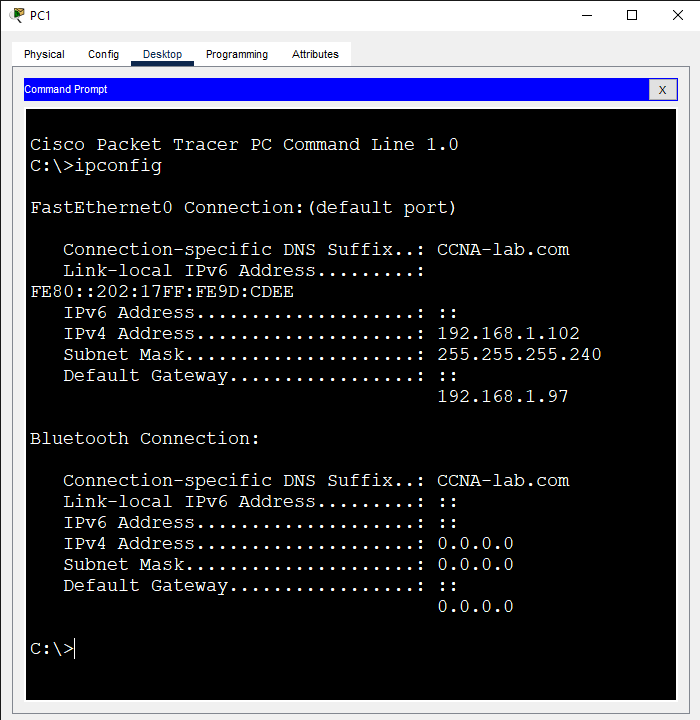 PC1
Physical Config Desktop Programming Attributes
Command Prompt X
Cisco Packet Tracer PC Command Line 1.0
C:\>ipconfig
FastEthernet0 Connection:(default port)
Connection-specific DNS Suffix..: CCNA-lab.com
Link-local IPv6 Address.........:
FE80::202:17FF:FE9D:CDEE
IPv6 Address....................: ::
IPv4 Address....................: 192.168.1.102
Subnet Mask.....................: 255.255.255.240
Default Gateway.................: ::
192.168.1.97
Bluetooth Connection:
Connection-specific DNS Suffix..: CCNA-lab.com
Link-local IPv6 Address.........: ::
IPv6 Address....................: ::
IPv4 Address....................: 0.0.0.0
Subnet Mask.....................: 0.0.0.0
Default Gateway.................: ::
0.0.0.0
C:\>